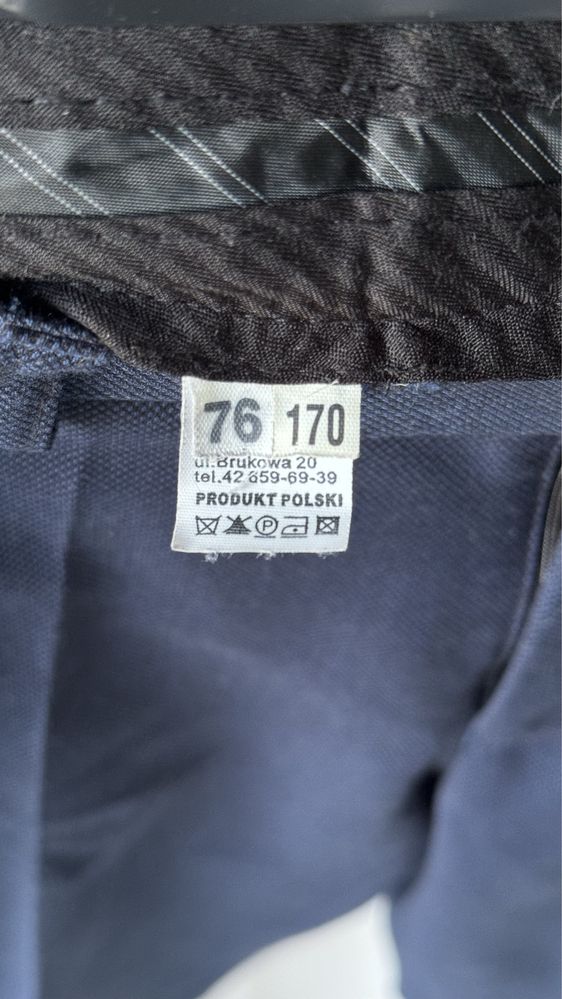 76 170
ul.Brukowa 20
tel.42 659-69-39
PRODUKT POLSKI
P